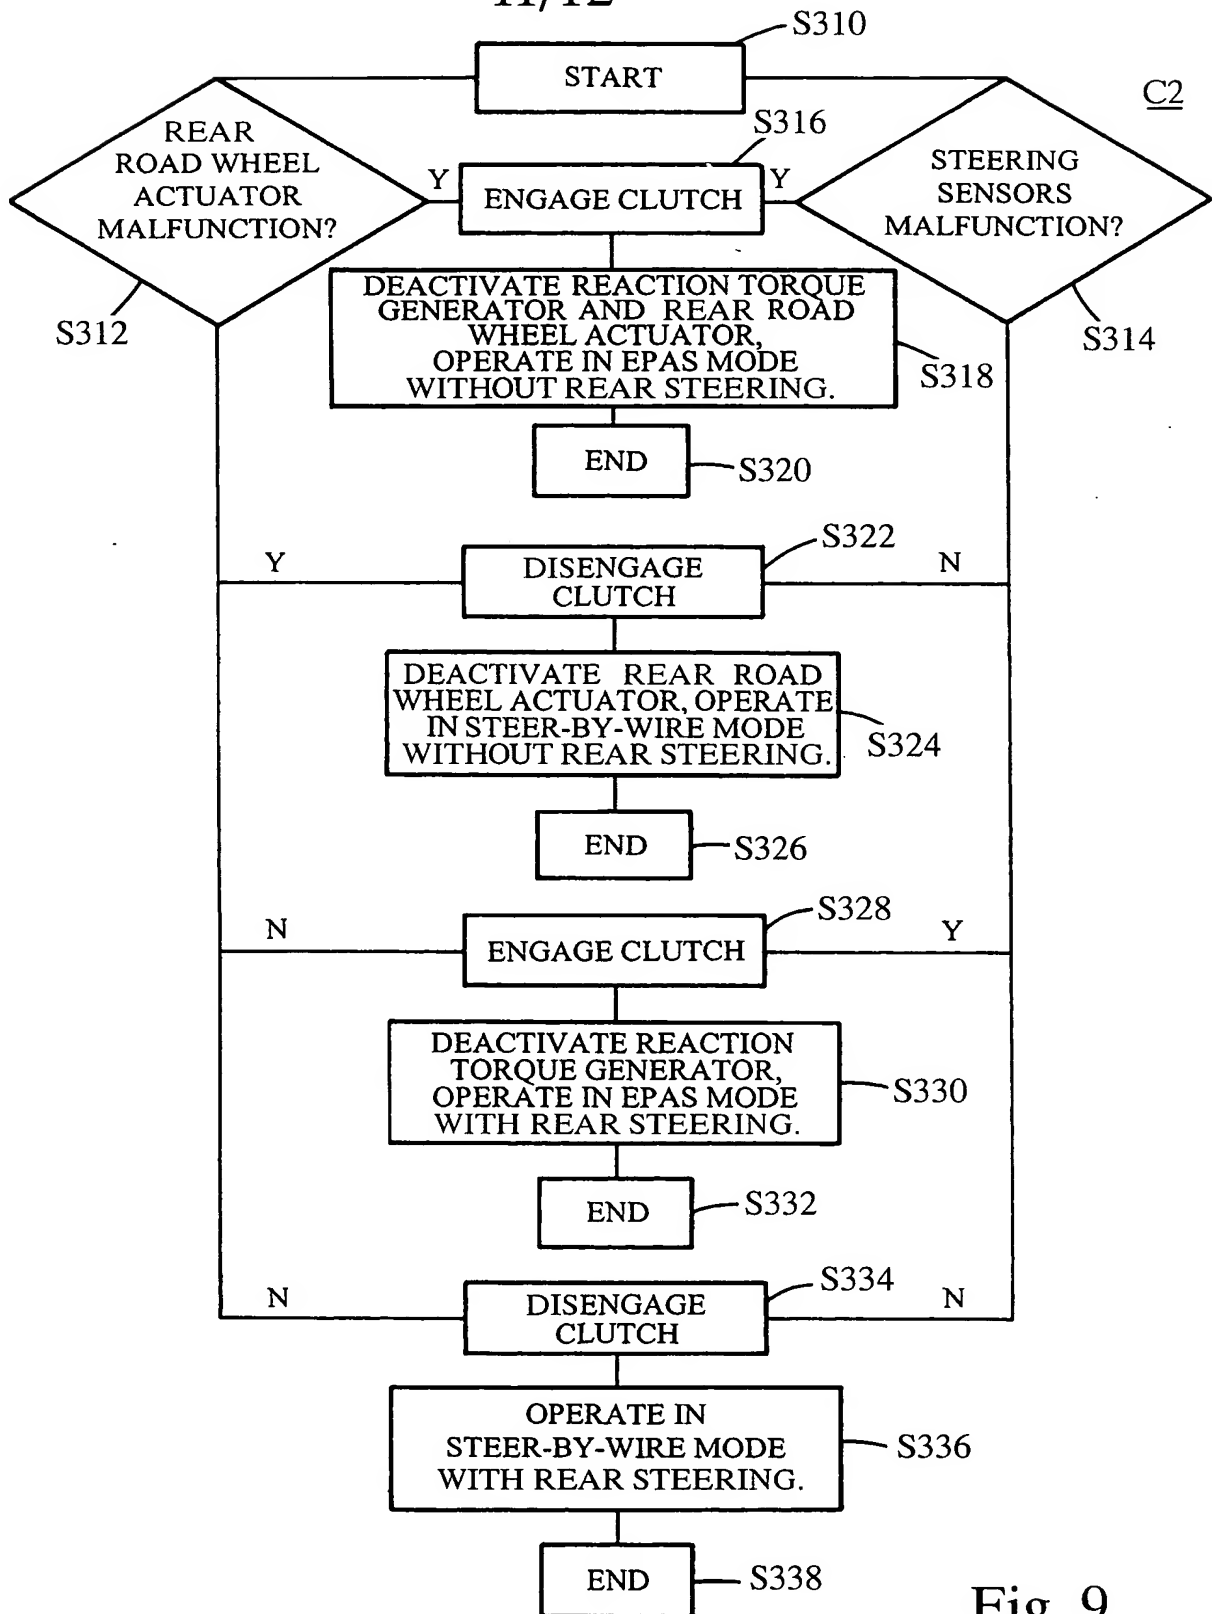 11/12
S310
START
C2
S316
REAR
ROAD WHEEL
ACTUATOR
MALFUNCTION?
Y
ENGAGE CLUTCH
Y
STEERING
SENSORS
MALFUNCTION?
S312
DEACTIVATE REACTION TORQUE
GENERATOR AND REAR ROAD
WHEEL ACTUATOR,
OPERATE IN EPAS MODE
WITHOUT REAR STEERING.
S318
S314
END
S320
S322
Y
DISENGAGE
CLUTCH
N
DEACTIVATE REAR ROAD
WHEEL ACTUATOR, OPERATE
IN STEER-BY-WIRE MODE
WITHOUT REAR STEERING.
S324
END
S326
S328
N
ENGAGE CLUTCH
Y
DEACTIVATE REACTION
TORQUE GENERATOR,
OPERATE IN EPAS MODE
WITH REAR STEERING.
S330
END
S332
S334
N
DISENGAGE
CLUTCH
N
OPERATE IN
STEER-BY-WIRE MODE
WITH REAR STEERING.
S336
END
S338
Fig. 9